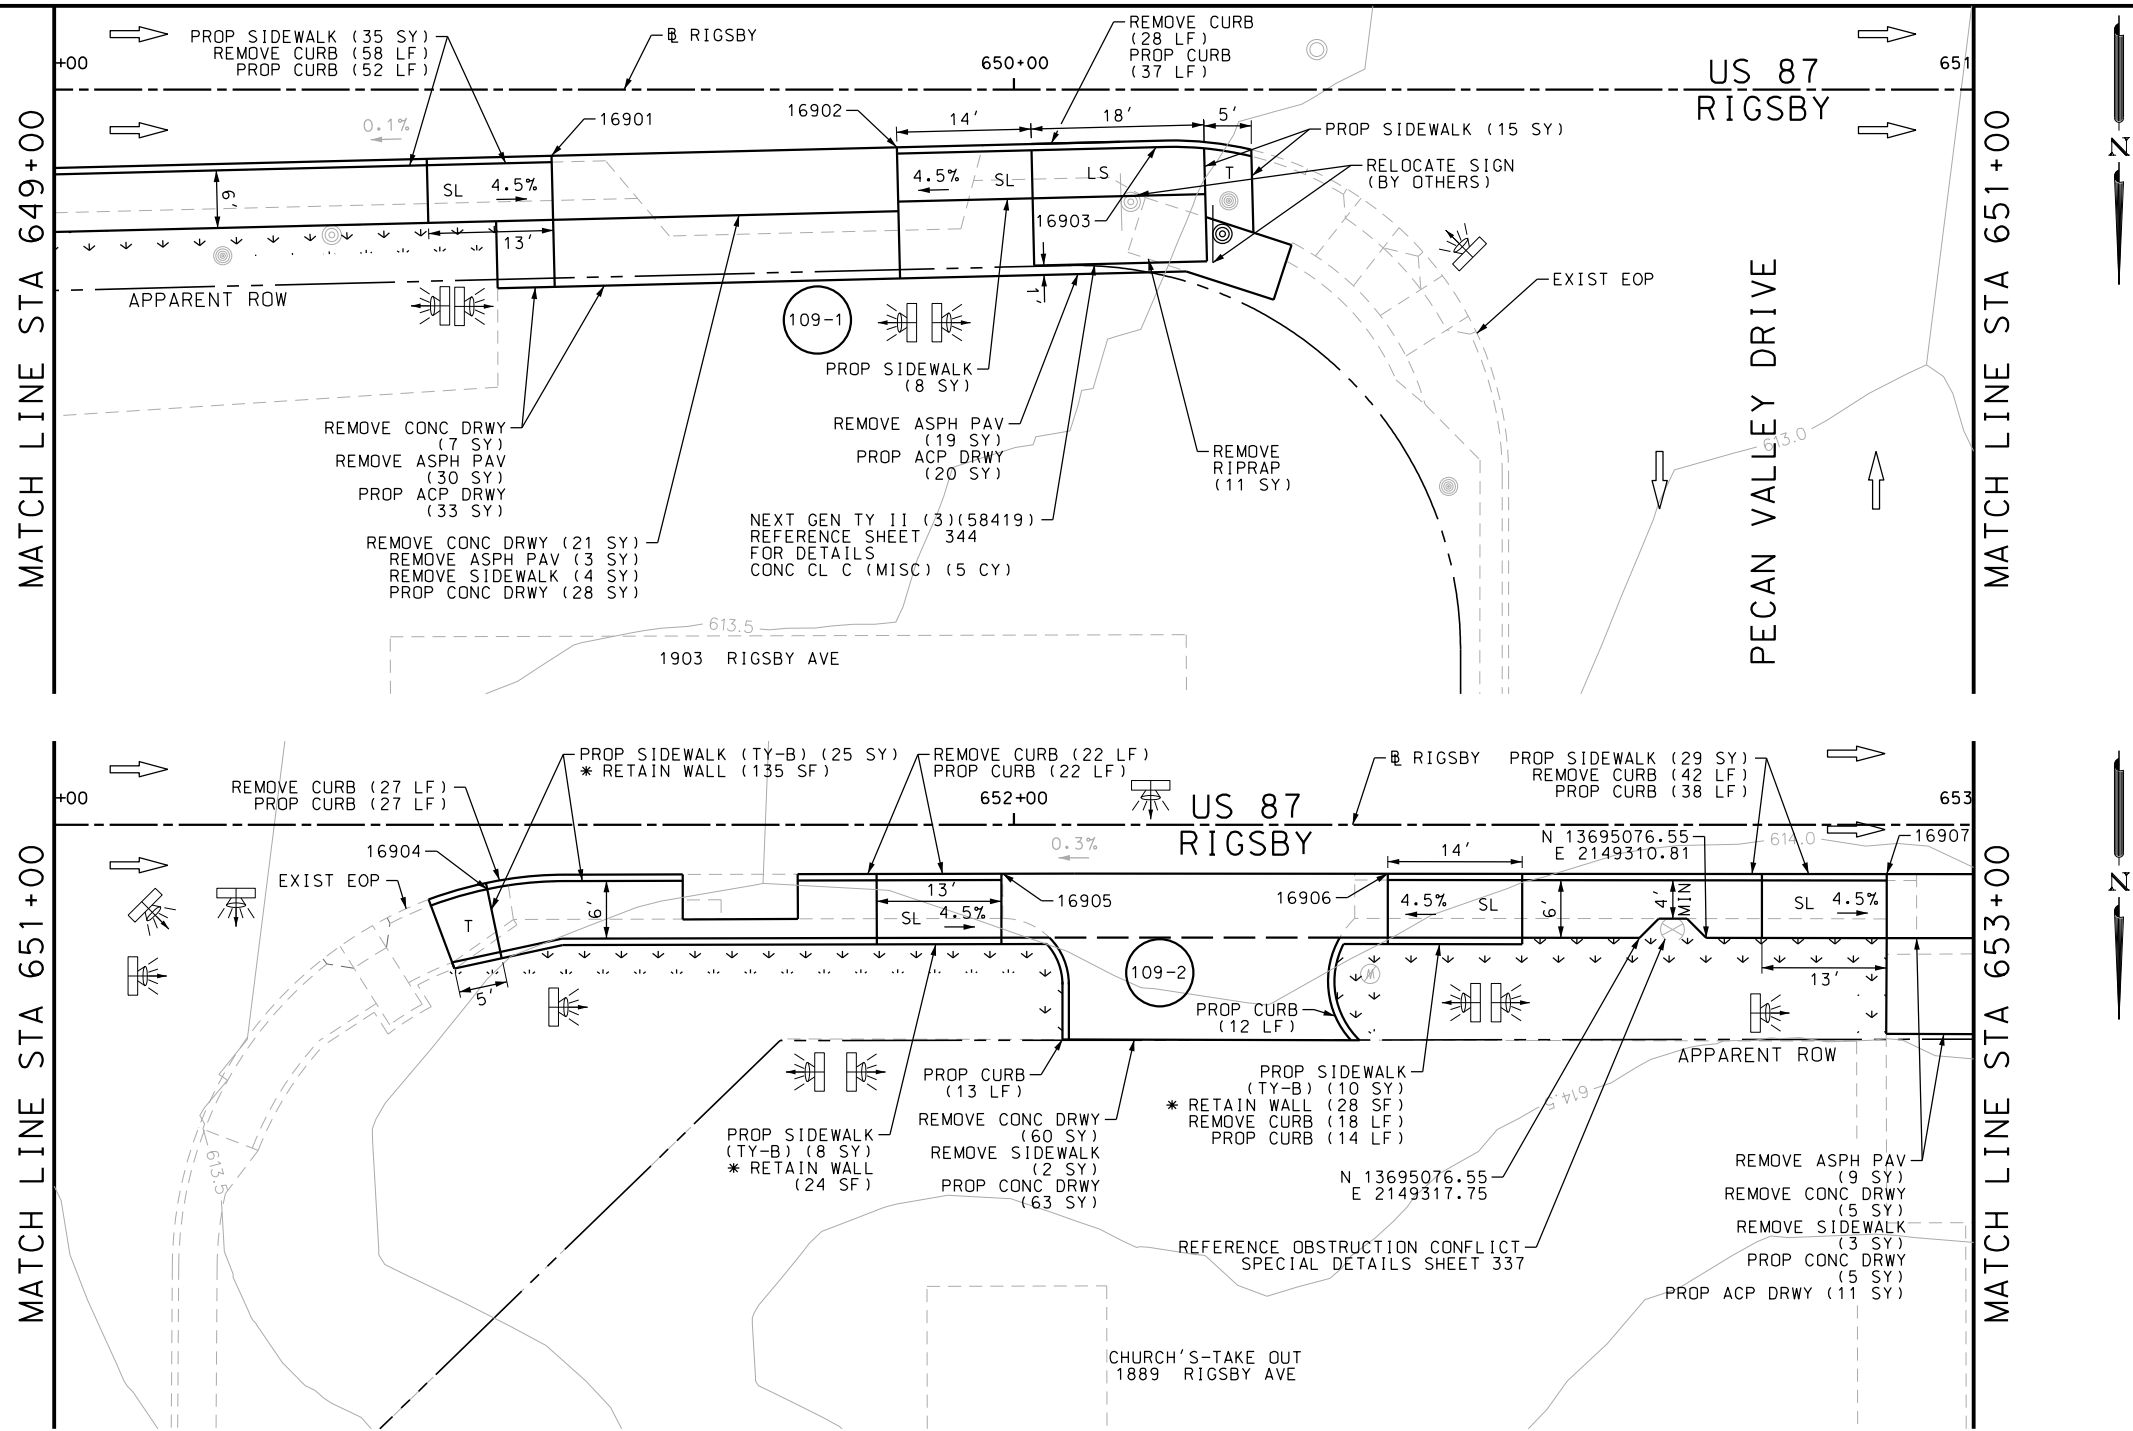 PROP SIDEWALK (35 SY)
REMOVE CURB (58 LF)
PROP CURB (52 LF)
+00
℄ RIGSBY
650+00
REMOVE CURB
(28 LF)
PROP CURB
(37 LF)
US 87
RIGSBY
651
MATCH LINE STA 649+00
0.1%
16901
16902
14'
18'
5'
PROP SIDEWALK (15 SY)
RELOCATE SIGN
(BY OTHERS)
6'
SL
4.5%
13'
4.5%
SL
LS
T
16903
1'
APPARENT ROW
109-1
EXIST EOP
PROP SIDEWALK
(8 SY)
REMOVE CONC DRWY
(7 SY)
REMOVE ASPH PAV
(30 SY)
PROP ACP DRWY
(33 SY)
REMOVE ASPH PAV
(19 SY)
PROP ACP DRWY
(20 SY)
REMOVE
RIPRAP
(11 SY)
REMOVE CONC DRWY (21 SY)
REMOVE ASPH PAV (3 SY)
REMOVE SIDEWALK (4 SY)
PROP CONC DRWY (28 SY)
NEXT GEN TY II (3)(58419)
REFERENCE SHEET 344
FOR DETAILS
CONC CL C (MISC) (5 CY)
613.5
1903 RIGSBY AVE
613.0
PECAN VALLEY DRIVE
MATCH LINE STA 651+00
N
MATCH LINE STA 651+00
+00
REMOVE CURB (27 LF)
PROP CURB (27 LF)
PROP SIDEWALK (TY-B) (25 SY)
* RETAIN WALL (135 SF)
REMOVE CURB (22 LF)
PROP CURB (22 LF)
652+00
US 87
RIGSBY
℄ RIGSBY
PROP SIDEWALK (29 SY)
REMOVE CURB (42 LF)
PROP CURB (38 LF)
653
16904
EXIST EOP
T
5'
6'
13'
SL
4.5%
16905
0.3%
109-2
16906
14'
4.5%
SL
6'
4' MIN
N 13695076.55
E 2149310.81
614.0
16907
SL
4.5%
13'
PROP CURB
(12 LF)
APPARENT ROW
PROP CURB
(13 LF)
PROP SIDEWALK
(TY-B) (8 SY)
* RETAIN WALL
(24 SF)
REMOVE CONC DRWY
(60 SY)
REMOVE SIDEWALK
(2 SY)
PROP CONC DRWY
(63 SY)
PROP SIDEWALK
(TY-B) (10 SY)
* RETAIN WALL (28 SF)
REMOVE CURB (18 LF)
PROP CURB (14 LF)
614.5
N 13695076.55
E 2149317.75
REFERENCE OBSTRUCTION CONFLICT
SPECIAL DETAILS SHEET 337
REMOVE ASPH PAV
(9 SY)
REMOVE CONC DRWY
(5 SY)
REMOVE SIDEWALK
(3 SY)
PROP CONC DRWY
(5 SY)
PROP ACP DRWY (11 SY)
613.5
CHURCH'S-TAKE OUT
1889 RIGSBY AVE
MATCH LINE STA 653+00
N